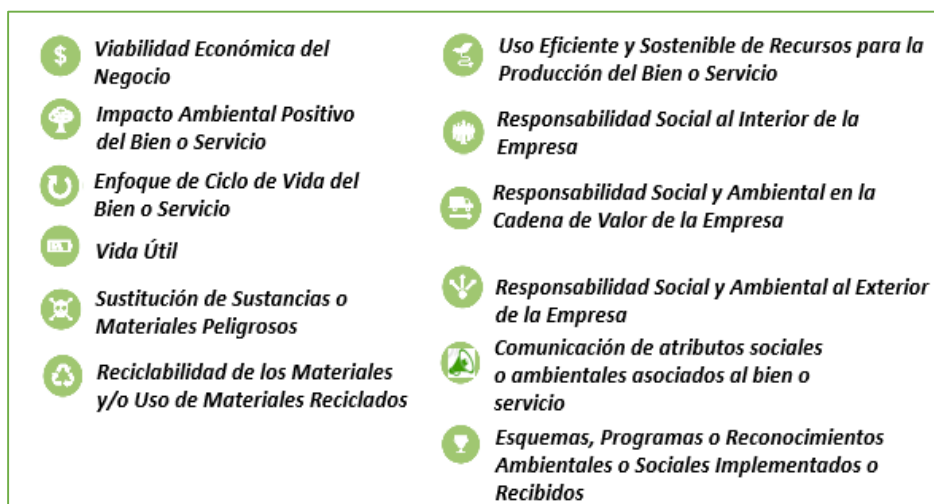 Viabilidad Económica del
Negocio
Impacto Ambiental Positivo
del Bien o Servicio
Enfoque de Ciclo de Vida del
Bien o Servicio
Vida Útil
Sustitución de Sustancias o
Materiales Peligrosos
Reciclabilidad de los Materiales
y/o Uso de Materiales Reciclados
Uso Eficiente y Sostenible de Recursos para la
Producción del Bien o Servicio
Responsabilidad Social al Interior de la
Empresa
Responsabilidad Social y Ambiental en la
Cadena de Valor de la Empresa
Responsabilidad Social y Ambiental al Exterior
de la Empresa
Comunicación de atributos sociales
o ambientales asociados al bien o
servicio
Esquemas, Programas o Reconocimientos
Ambientales o Sociales Implementados o
Recibidos